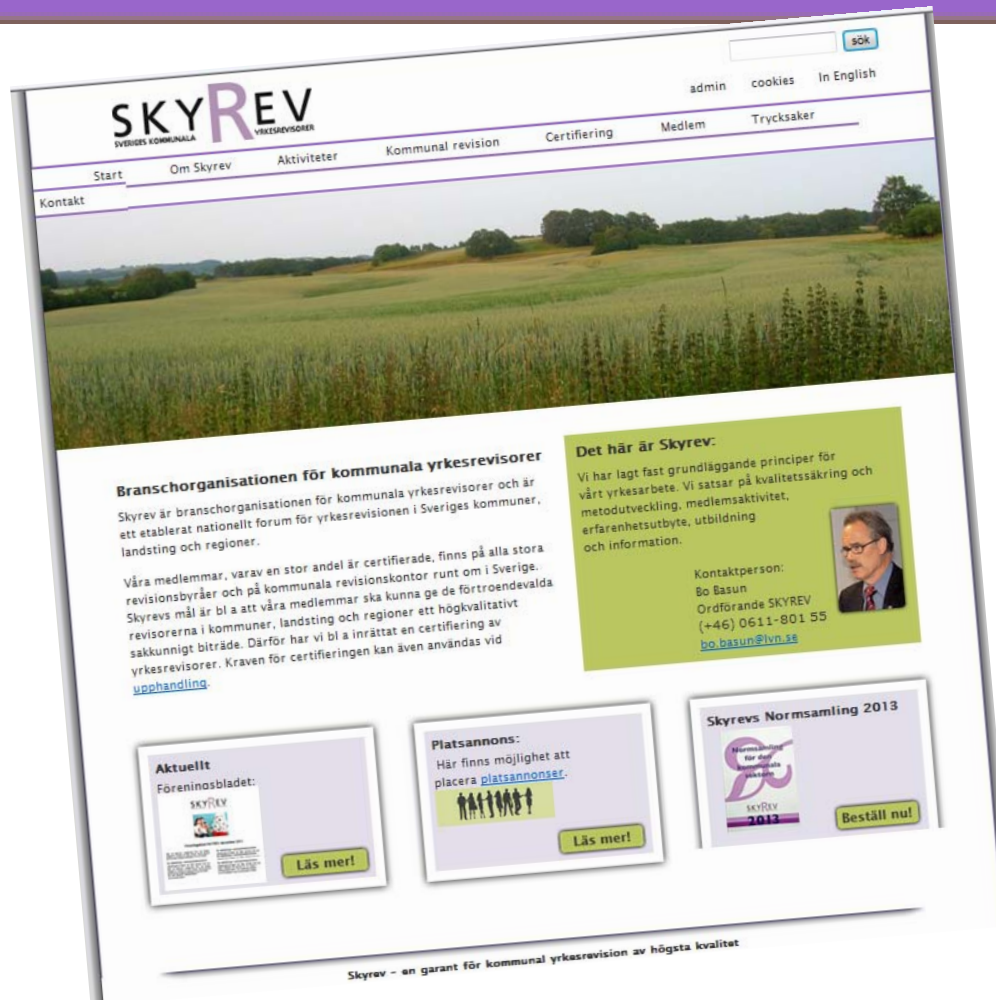 sök
admin cookies In English
SKYREV
SVERIGES KOMMUNALA YRKESREVISORER
Start Om Skyrev Aktiviteter Kommunal revision Certifiering Medlem Trycksaker
Kontakt
Branschorganisationen för kommunala yrkesrevisorer
Skyrev är branschorganisationen för kommunala yrkesrevisorer och är
ett etablerat nationellt forum för yrkesrevisionen i Sveriges kommuner,
landsting och regioner.
Våra medlemmar, varav en stor andel är certifierade, finns på alla stora
revisionsbyråer och på kommunala revisionskontor runt om i Sverige.
Skyrevs mål är bl a att våra medlemmar ska kunna ge de förtroendevalda
revisorerna i kommuner, landsting och regioner ett högkvalitativt
sakkunnigt biträde. Därför har vi bl a inrättat en certifiering av
yrkesrevisorer. Kraven för certifieringen kan även användas vid
upphandling.
Det här är Skyrev:
Vi har lagt fast grundläggande principer för
vårt yrkesarbete. Vi satsar på kvalitetssäkring och
metodutveckling, medlemsaktivitet,
erfarenhetsutbyte, utbildning
och information.
Kontaktperson:
Bo Basun
Ordförande SKYREV
(+46) 0611-801 55
bo.basun@lvn.se
Aktuellt
Föreningsbladet:
SKYREV
Läs mer!
Platsannons:
Här finns möjlighet att
placera platsannonser.
Läs mer!
Skyrevs Normsamling 2013
Normsamling
för den
kommunala
sektorn
SKYREV
2013
Beställ nu!
Skyrev – en garant för kommunal yrkesrevision av högsta kvalitet